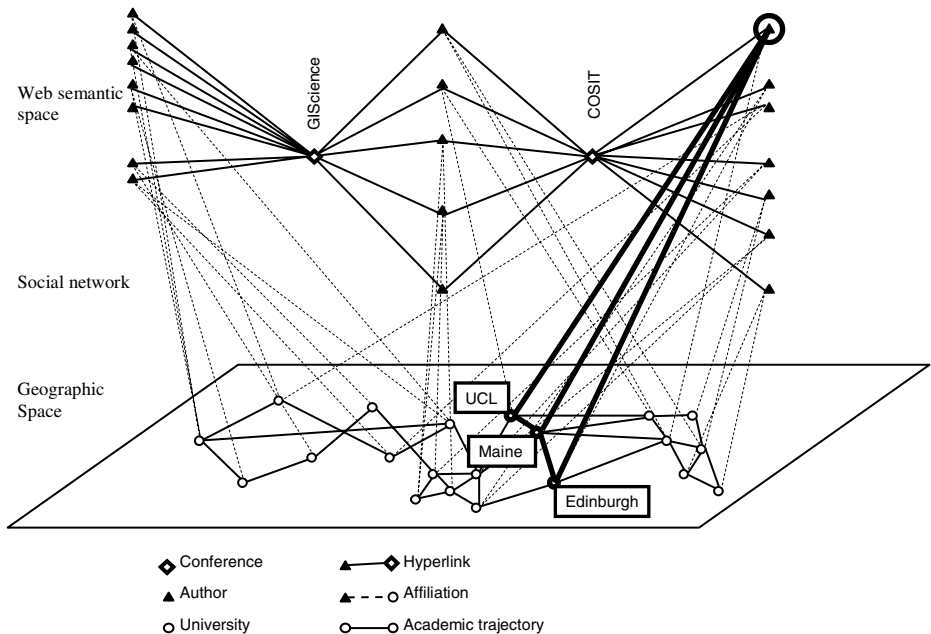 GIScience
COSIT
Web semantic
space
Social network
Geographic
Space
UCL
Maine
Edinburgh
Conference
Hyperlink
Author
Affiliation
University
Academic trajectory